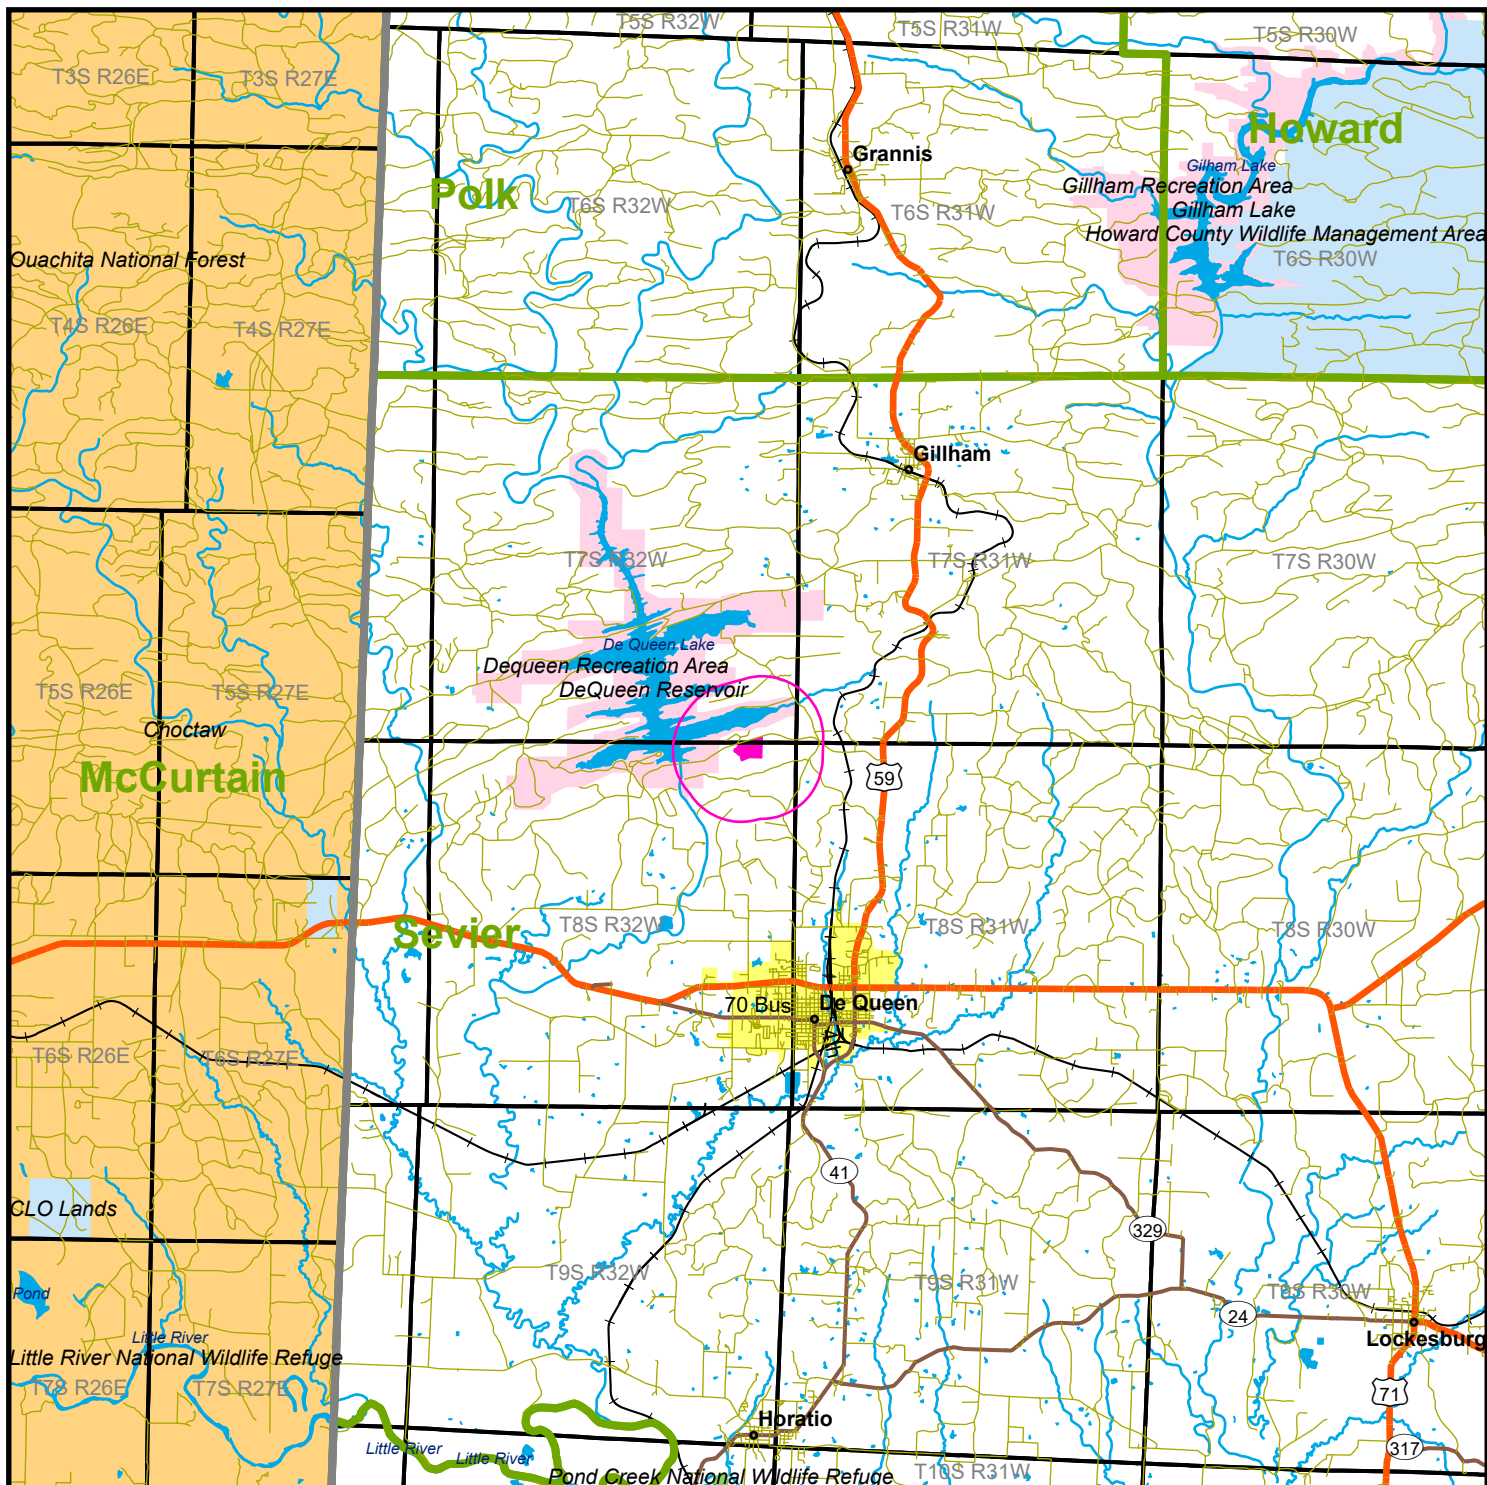 T5S R32W
T5S R31W
T5S R30W
T3S R26E
T3S R27E
Howard
Grannis
Gilham Lake
Gillham Recreation Area
Polk
T6S R32W
T6S R31W
Gillham Lake
Howard County Wildlife Management Area
Ouachita National Forest
T6S R30W
T4S R26E
T4S R27E
Gillham
T7S R32W
T7S R31W
T7S R30W
De Queen Lake
Dequeen Recreation Area
DeQueen Reservoir
T5S R26E
T5S R27E
Choctaw
McCurtain
59
Sevier
T8S R32W
T8S R31W
T8S R30W
70 Bus
De Queen
T6S R26E
T6S R27E
41
CLO Lands
329
T9S R32W
T9S R31W
T9S R30W
Pond
24
Little River
Lockesburg
Little River National Wildlife Refuge
T7S R26E
T7S R27E
71
Horatio
Little River
Little River
317
Pond Creek National Wildlife Refuge
T10S R31W